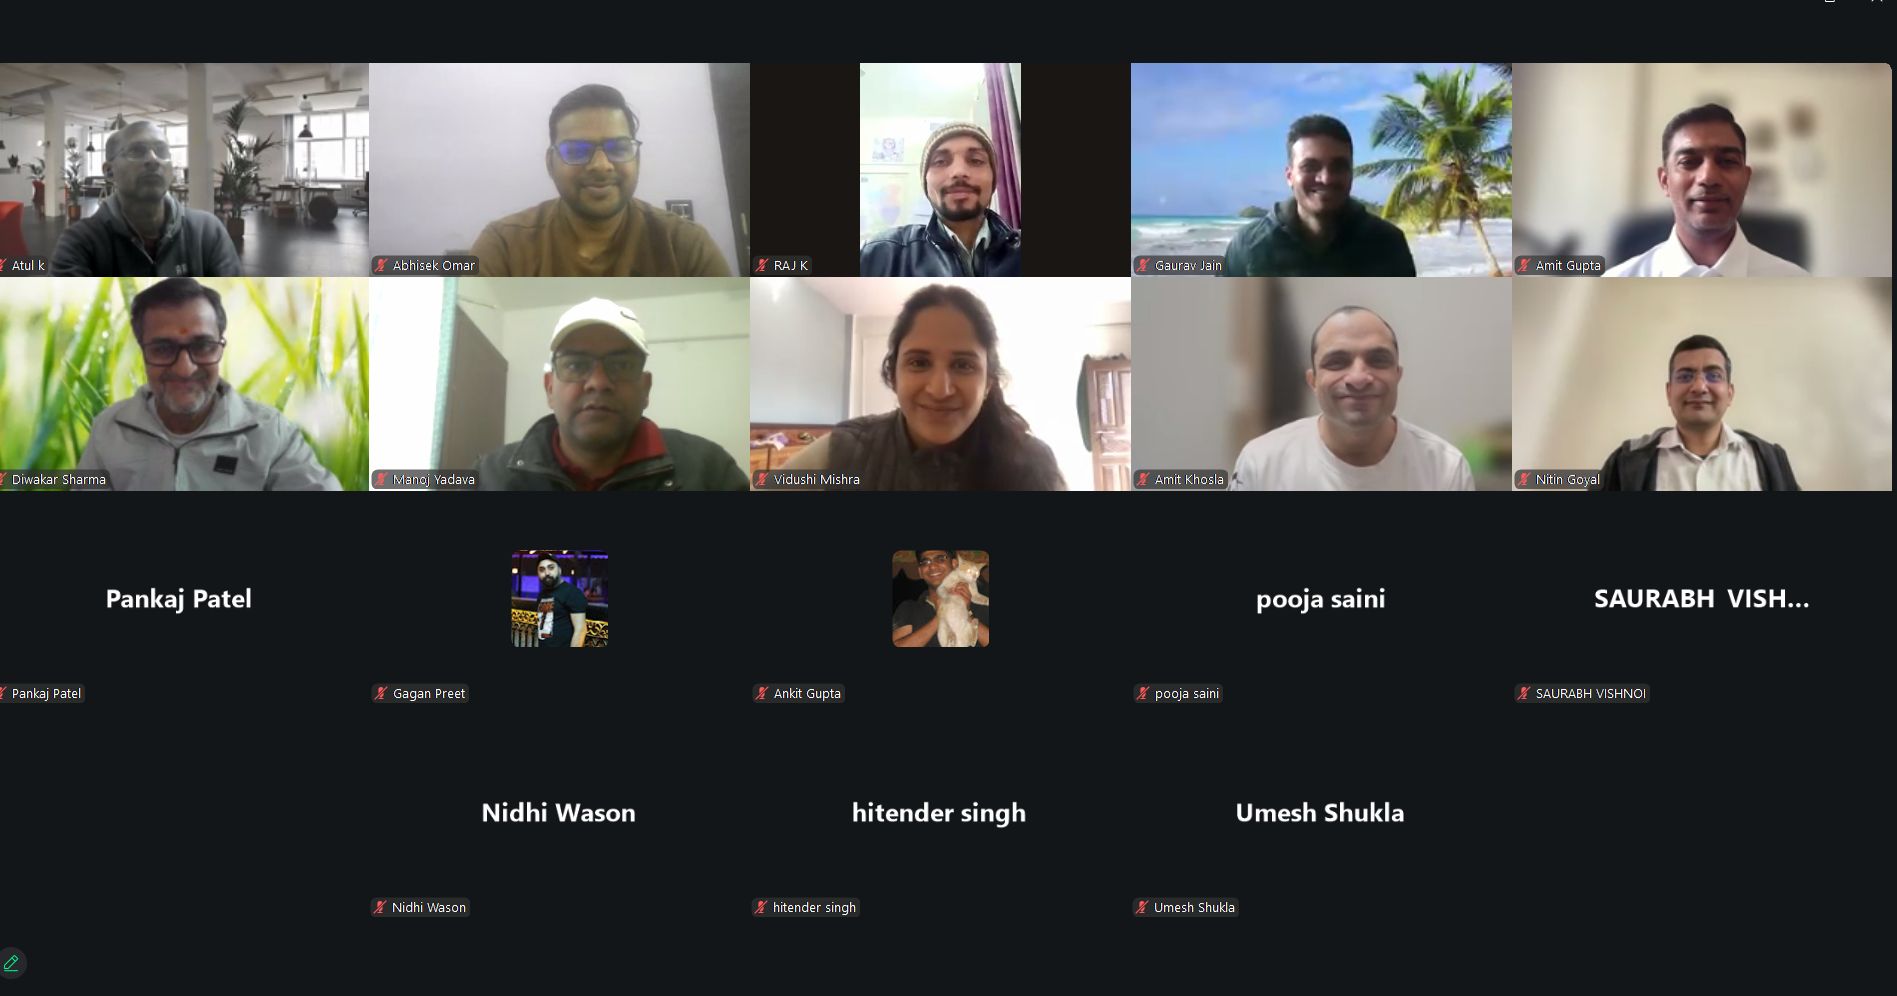 Atul k
Abhisek Omar
RAJ K
Gaurav Jain
Amit Gupta
Diwakar Sharma
Manoj Yadava
Vidushi Mishra
Amit Khosla
Nitin Goyal
Pankaj Patel
pooja saini
SAURABH VISH...
Pankaj Patel
Gagan Preet
Ankit Gupta
pooja saini
SAURABH VISHNOI
Nidhi Wason
hitender singh
Umesh Shukla
Nidhi Wason
hitender singh
Umesh Shukla